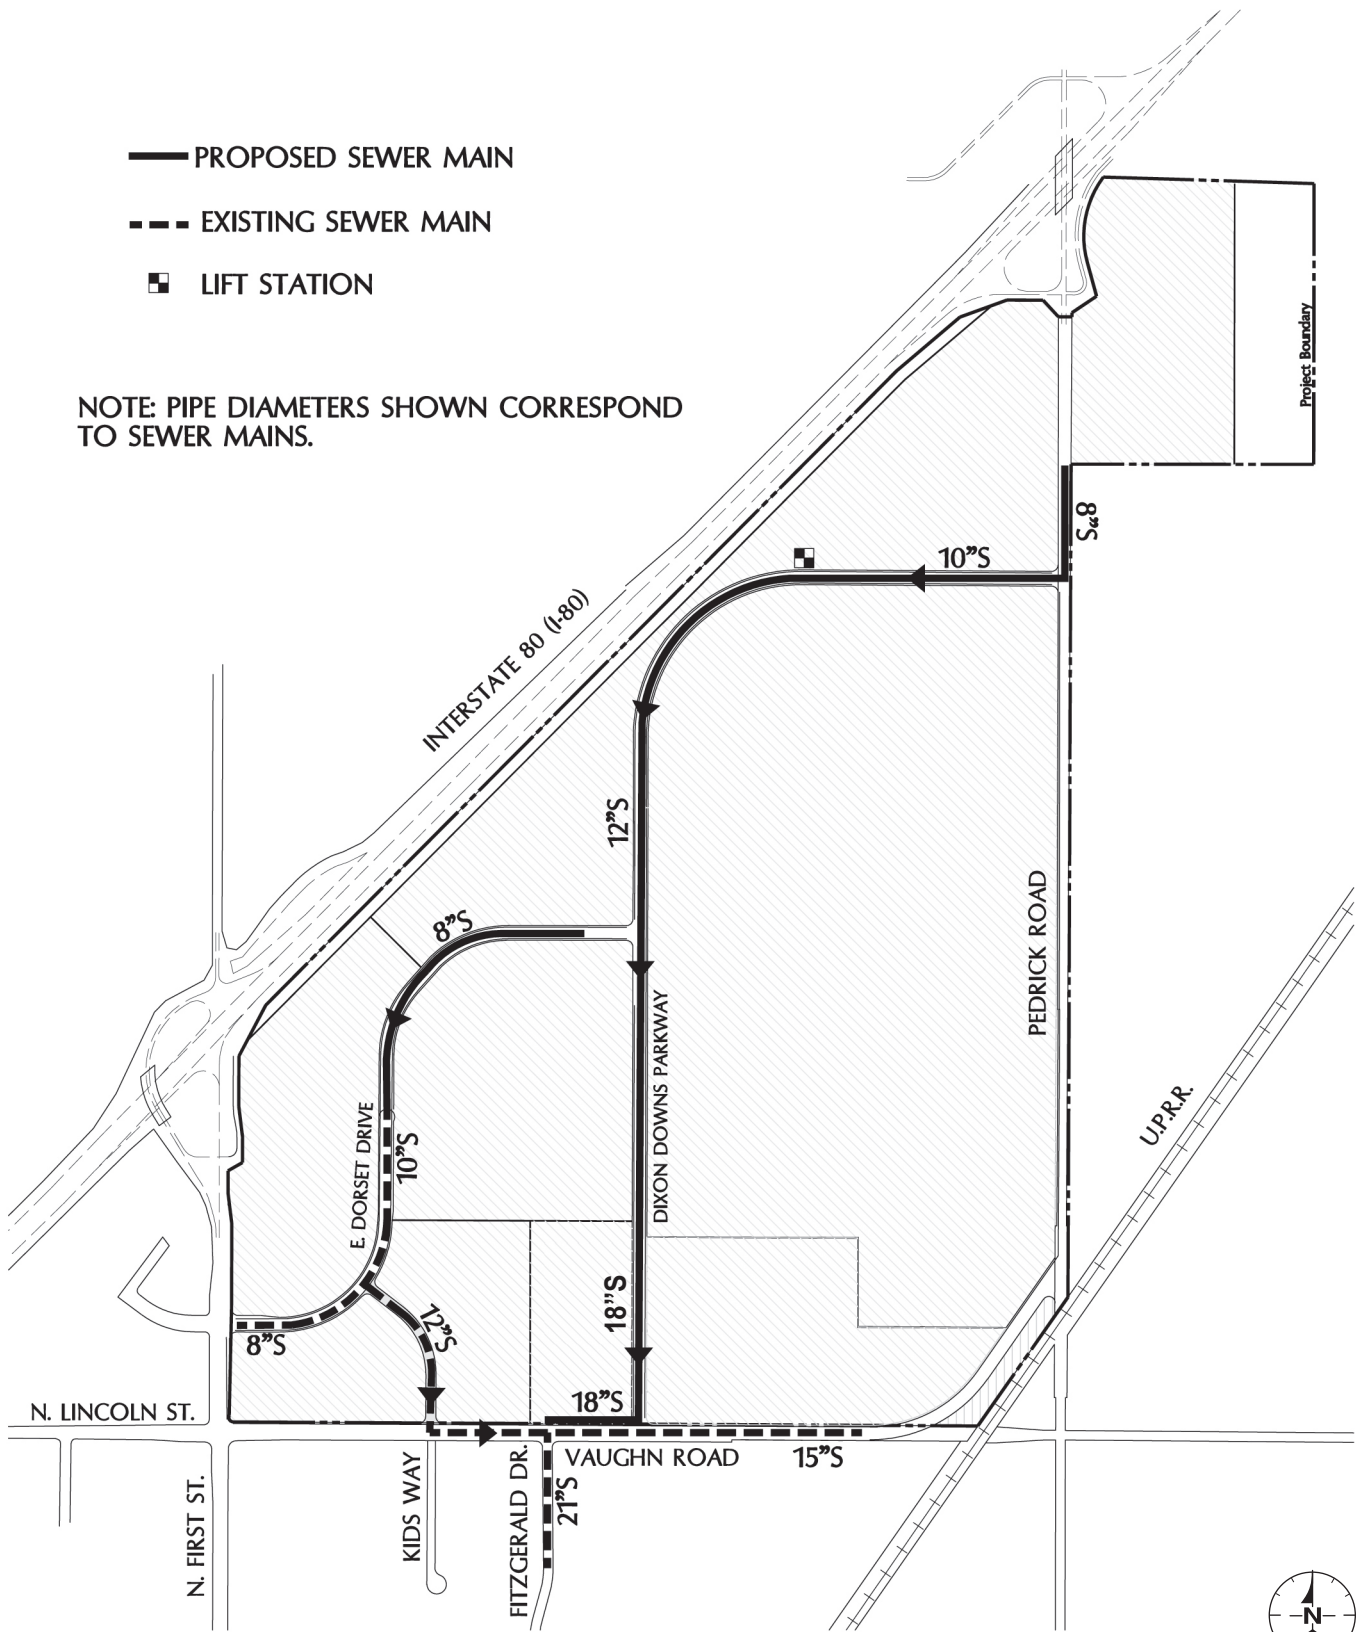 PROPOSED SEWER MAIN
EXISTING SEWER MAIN
LIFT STATION
NOTE: PIPE DIAMETERS SHOWN CORRESPOND
TO SEWER MAINS.
Project Boundary
8”S
10”S
INTERSTATE 80 (I-80)
12”S
PEDRICK ROAD
8”S
DIXON DOWNS PARKWAY
U.P.R.R.
E. DORSET DRIVE
10”S
18”S
12”S
8”S
18”S
N. LINCOLN ST.
VAUGHN ROAD
15”S
N. FIRST ST.
KIDS WAY
FITZGERALD DR.
21”S
N